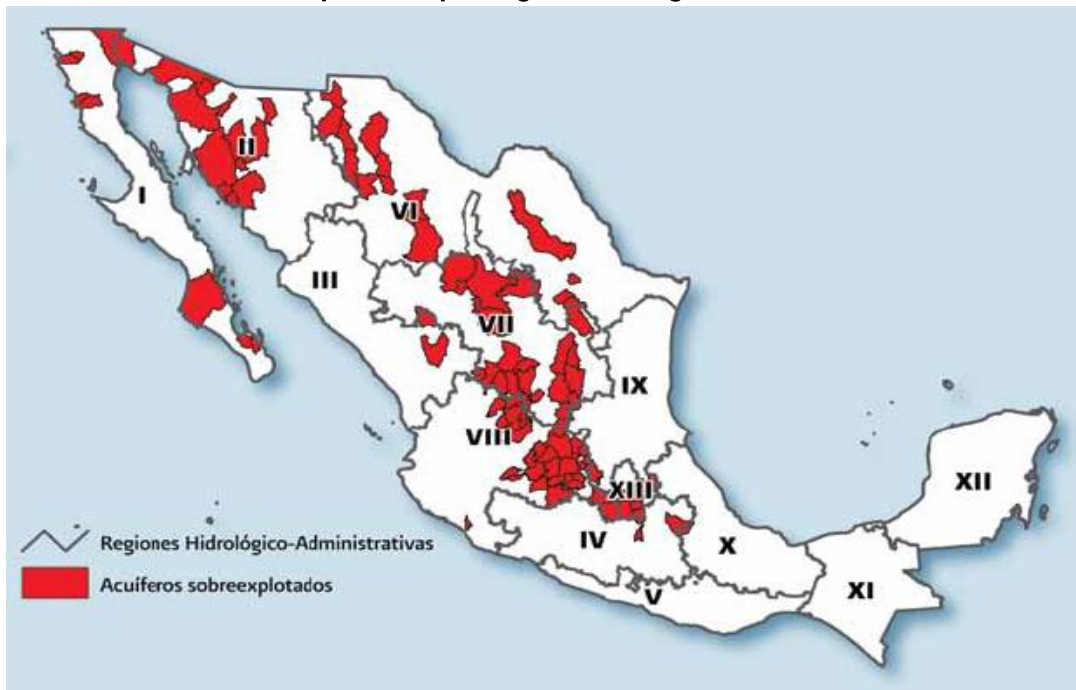 II
I
VI
III
VII
IX
VIII
XIII
XII
IV
X
V
XI
Regiones Hidrológico-Administrativas
Acuíferos sobreexplotados